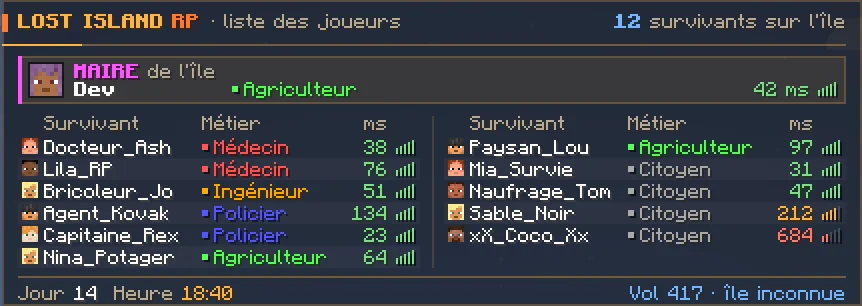 LOST ISLAND RP · liste des joueurs 12 survivants sur l'île
MAIRE de l'île
Dev Agriculteur 42 ms
Survivant Métier ms
Docteur_Ash Médecin 38
Lila_RP Médecin 76
Bricoleur_Jo Ingénieur 51
Agent_Kovak Policier 134
Capitaine_Rex Policier 23
Nina_Potager Agriculteur 64
Survivant Métier ms
Paysan_Lou Agriculteur 97
Mia_Survie Citoyen 31
Naufrage_Tom Citoyen 47
Sable_Noir Citoyen 212
xX_Coco_Xx Citoyen 684
Jour 14 Heure 18:40 Vol 417 · île inconnue